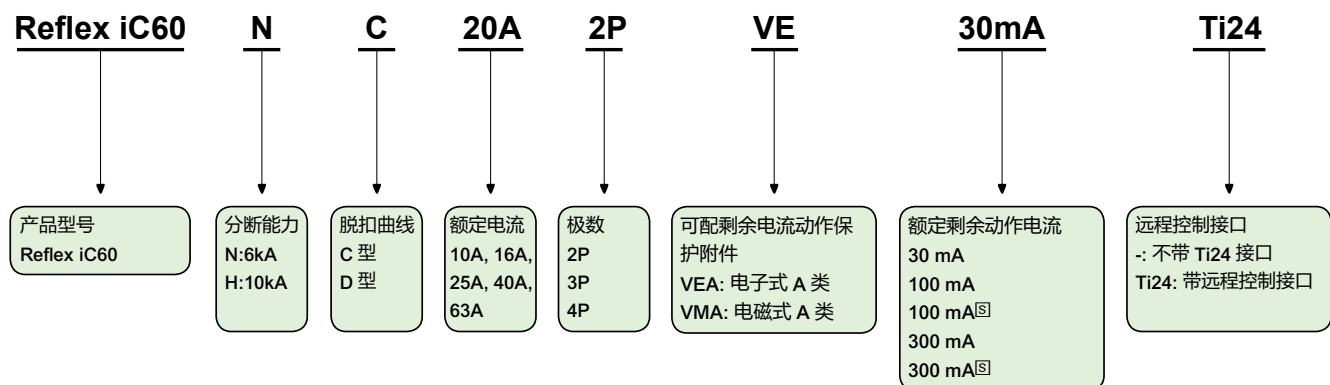 Reflex iC60 N C 20A 2P VE 30mA Ti24
产品型号
Reflex iC60
分断能力
N:6kA
H:10kA
脱扣曲线
C 型
D 型
额定电流
10A, 16A,
25A, 40A,
63A
极数
2P
3P
4P
可配剩余电流动作保
护附件
VEA: 电子式 A 类
VMA: 电磁式 A 类
额定剩余动作电流
30 mA
100 mA
100 mA🅂
300 mA
300 mA🅂
远程控制接口
-: 不带 Ti24 接口
Ti24: 带远程控制接口